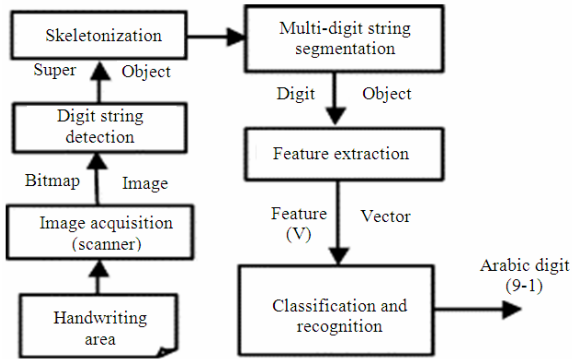 Skeletonization
Multi-digit string
segmentation
Super Object
Digit string
detection
Digit Object
Bitmap Image
Feature extraction
Image acquisition
(scanner)
Feature Vector
(V)
Handwriting
area
Classification and
recognition
Arabic digit
(9-1)